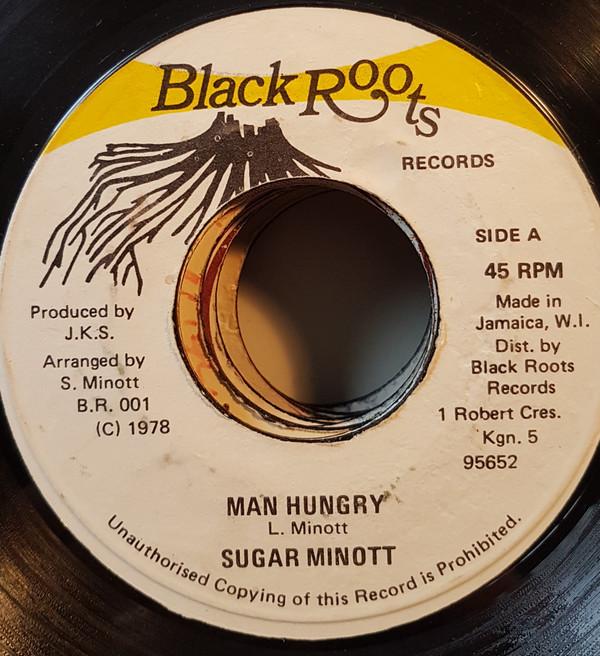 Black Roots
RECORDS
SIDE A
45 RPM
Made in
Jamaica, W.I.
Dist. by
Black Roots
Records
1 Robert Cres.
Kgn. 5
95652
Produced by
J.K.S.
Arranged by
S. Minott
B.R. 001
(C) 1978
MAN HUNGRY
L. Minott
SUGAR MINOTT
Unauthorised Copying of this Record is Prohibited.